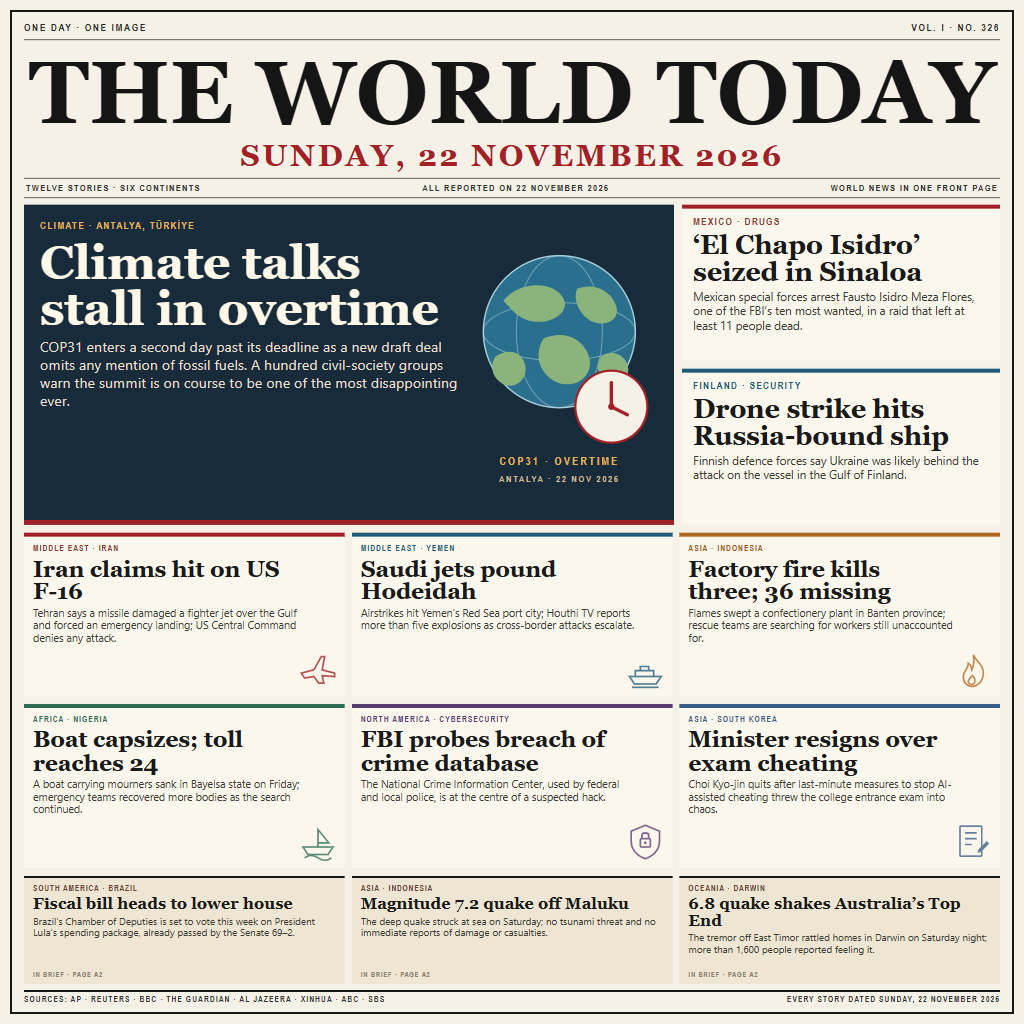 ONE DAY · ONE IMAGE
VOL. I · NO. 326
THE WORLD TODAY
SUNDAY, 22 NOVEMBER 2026
TWELVE STORIES · SIX CONTINENTS
ALL REPORTED ON 22 NOVEMBER 2026
WORLD NEWS IN ONE FRONT PAGE
CLIMATE · ANTALYA, TÜRKİYE
Climate talks
stall in overtime
COP31 enters a second day past its deadline as a new draft deal
omits any mention of fossil fuels. A hundred civil-society groups
warn the summit is on course to be one of the most disappointing
ever.
COP31 · OVERTIME
ANTALYA · 22 NOV 2026
MEXICO · DRUGS
‘El Chapo Isidro’
seized in Sinaloa
Mexican special forces arrest Fausto Isidro Meza Flores,
one of the FBI's ten most wanted, in a raid that left at
least 11 people dead.
FINLAND · SECURITY
Drone strike hits
Russia-bound ship
Finnish defence forces say Ukraine was likely behind the
attack on the vessel in the Gulf of Finland.
MIDDLE EAST · IRAN
Iran claims hit on US
F-16
Tehran says a missile damaged a fighter jet over the Gulf
and forced an emergency landing; US Central Command
denies any attack.
MIDDLE EAST · YEMEN
Saudi jets pound
Hodeidah
Airstrikes hit Yemen's Red Sea port city; Houthi TV reports
more than five explosions as cross-border attacks escalate.
ASIA · INDONESIA
Factory fire kills
three; 36 missing
Flames swept a confectionery plant in Banten province;
rescue teams are searching for workers still unaccounted
for.
AFRICA · NIGERIA
Boat capsizes; toll
reaches 24
A boat carrying mourners sank in Bayelsa state on Friday;
emergency teams recovered more bodies as the search
continued.
NORTH AMERICA · CYBERSECURITY
FBI probes breach of
crime database
The National Crime Information Center, used by federal
and local police, is at the centre of a suspected hack.
ASIA · SOUTH KOREA
Minister resigns over
exam cheating
Choi Kyo-jin quits after last-minute measures to stop AI-
assisted cheating threw the college entrance exam into
chaos.
SOUTH AMERICA · BRAZIL
Fiscal bill heads to lower house
Brazil's Chamber of Deputies is set to vote this week on President
Lula's spending package, already passed by the Senate 69–2.
IN BRIEF · PAGE A2
ASIA · INDONESIA
Magnitude 7.2 quake off Maluku
The deep quake struck at sea on Saturday; no tsunami threat and no
immediate reports of damage or casualties.
IN BRIEF · PAGE A2
OCEANIA · DARWIN
6.8 quake shakes Australia’s Top
End
The tremor off East Timor rattled homes in Darwin on Saturday night;
more than 1,600 people reported feeling it.
IN BRIEF · PAGE A2
SOURCES: AP · REUTERS · BBC · THE GUARDIAN · AL JAZEERA · XINHUA · ABC · SBS
EVERY STORY DATED SUNDAY, 22 NOVEMBER 2026